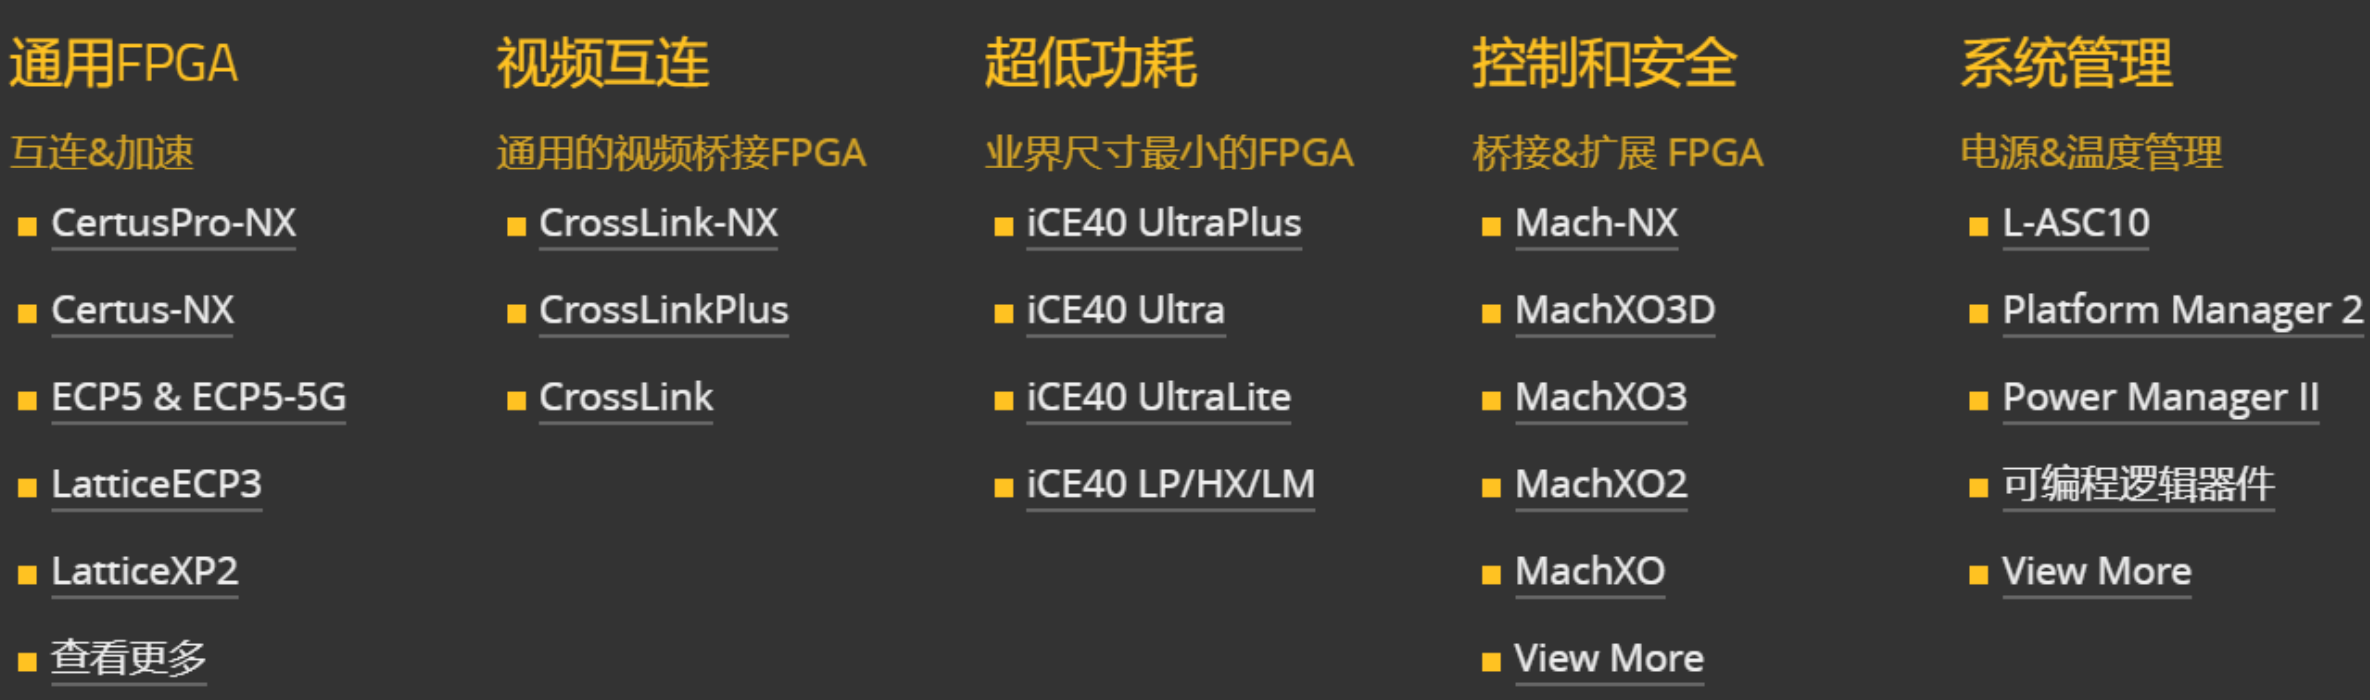 通用FPGA
互连&加速
CertusPro-NX
Certus-NX
ECP5 & ECP5-5G
LatticeECP3
LatticeXP2
查看更多
视频互连
通用的视频桥接FPGA
CrossLink-NX
CrossLinkPlus
CrossLink
超低功耗
业界尺寸最小的FPGA
iCE40 UltraPlus
iCE40 Ultra
iCE40 UltraLite
iCE40 LP/HX/LM
控制和安全
桥接&扩展 FPGA
Mach-NX
MachXO3D
MachXO3
MachXO2
MachXO
View More
系统管理
电源&温度管理
L-ASC10
Platform Manager 2
Power Manager II
可编程逻辑器件
View More